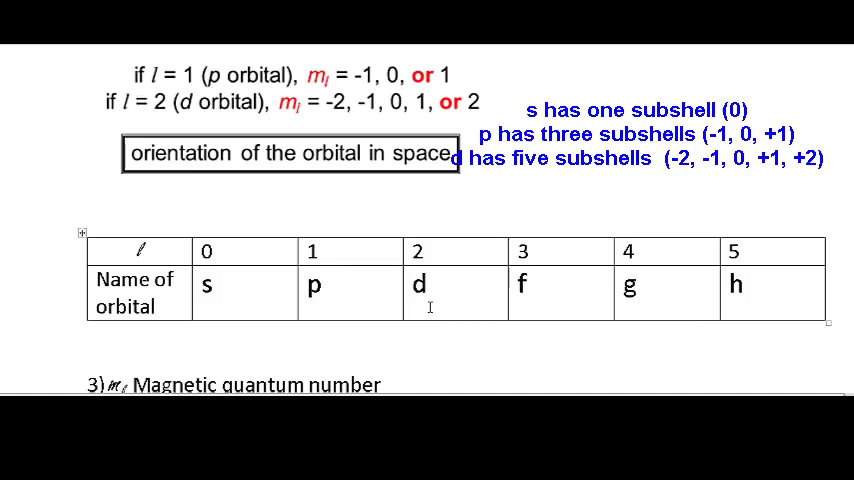 if l = 1 (p orbital), ml = -1, 0, or 1
if l = 2 (d orbital), ml = -2, -1, 0, 1, or 2
s has one subshell (0)
p has three subshells (-1, 0, +1)
orientation of the orbital in space
d has five subshells (-2, -1, 0, +1, +2)
l 0 1 2 3 4 5
Name of orbital s p d f g h
3) ml Magnetic quantum number